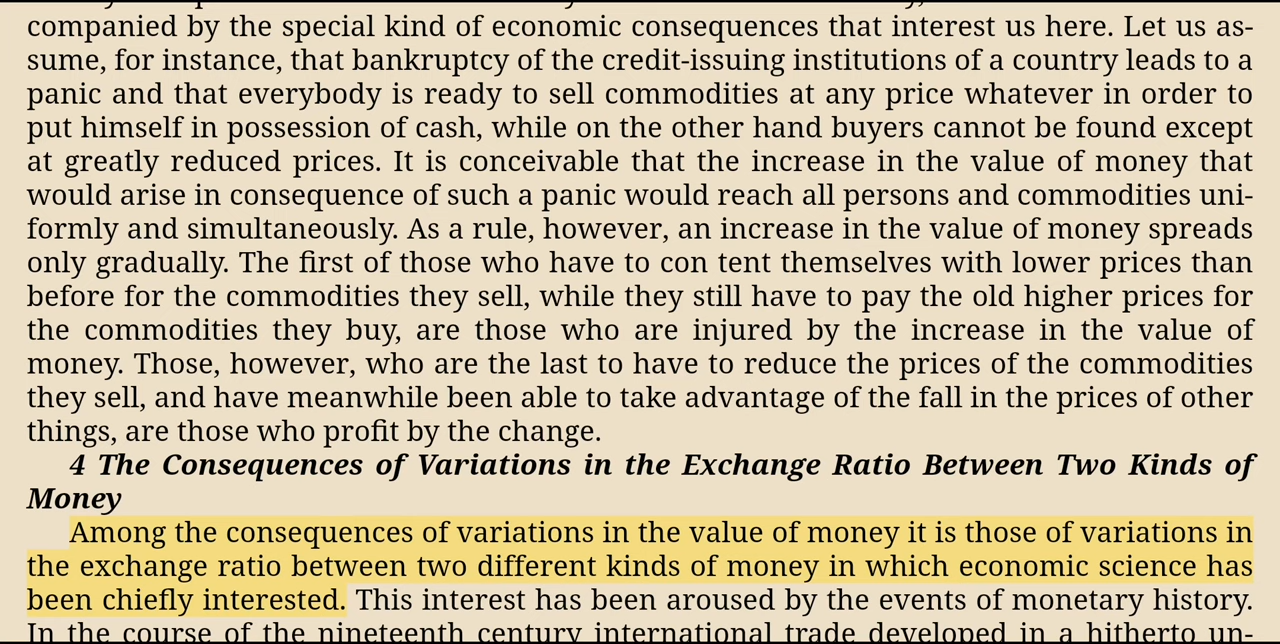 companied by the special kind of economic consequences that interest us here. Let us as-
sume, for instance, that bankruptcy of the credit-issuing institutions of a country leads to a
panic and that everybody is ready to sell commodities at any price whatever in order to
put himself in possession of cash, while on the other hand buyers cannot be found except
at greatly reduced prices. It is conceivable that the increase in the value of money that
would arise in consequence of such a panic would reach all persons and commodities uni-
formly and simultaneously. As a rule, however, an increase in the value of money spreads
only gradually. The first of those who have to con tent themselves with lower prices than
before for the commodities they sell, while they still have to pay the old higher prices for
the commodities they buy, are those who are injured by the increase in the value of
money. Those, however, who are the last to have to reduce the prices of the commodities
they sell, and have meanwhile been able to take advantage of the fall in the prices of other
things, are those who profit by the change.
4 The Consequences of Variations in the Exchange Ratio Between Two Kinds of
Money
Among the consequences of variations in the value of money it is those of variations in
the exchange ratio between two different kinds of money in which economic science has
been chiefly interested. This interest has been aroused by the events of monetary history.
In the course of the nineteenth century international trade developed in a hitherto un-